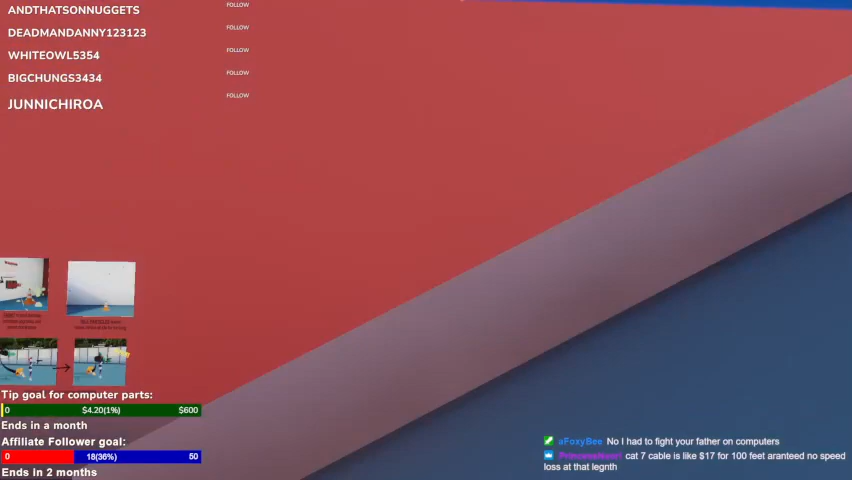 ANDTHATSONNUGGETS FOLLOW
DEADMANDANNY123123 FOLLOW
WHITEOWL5354 FOLLOW
BIGCHUNGS3434 FOLLOW
JUNNICHIROA FOLLOW
Tip goal for computer parts:
0 $4.20(1%) $600
Ends in a month
Affiliate Follower goal:
0 18(36%) 50
Ends in 2 months
aFoxyBee No I had to fight your father on computers
cat 7 cable is like $17 for 100 feet aranteed no speed
loss at that legnth